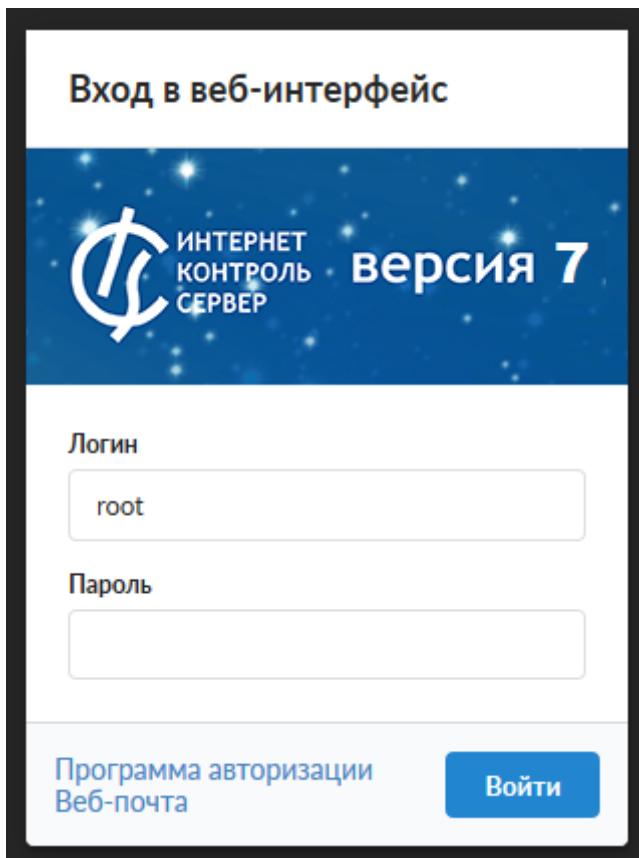 Вход в веб-интерфейс
ИНТЕРНЕТ
КОНТРОЛЬ
СЕРВЕР
версия 7
Логин
root
Пароль
Программа авторизации
Веб-почта
Войти